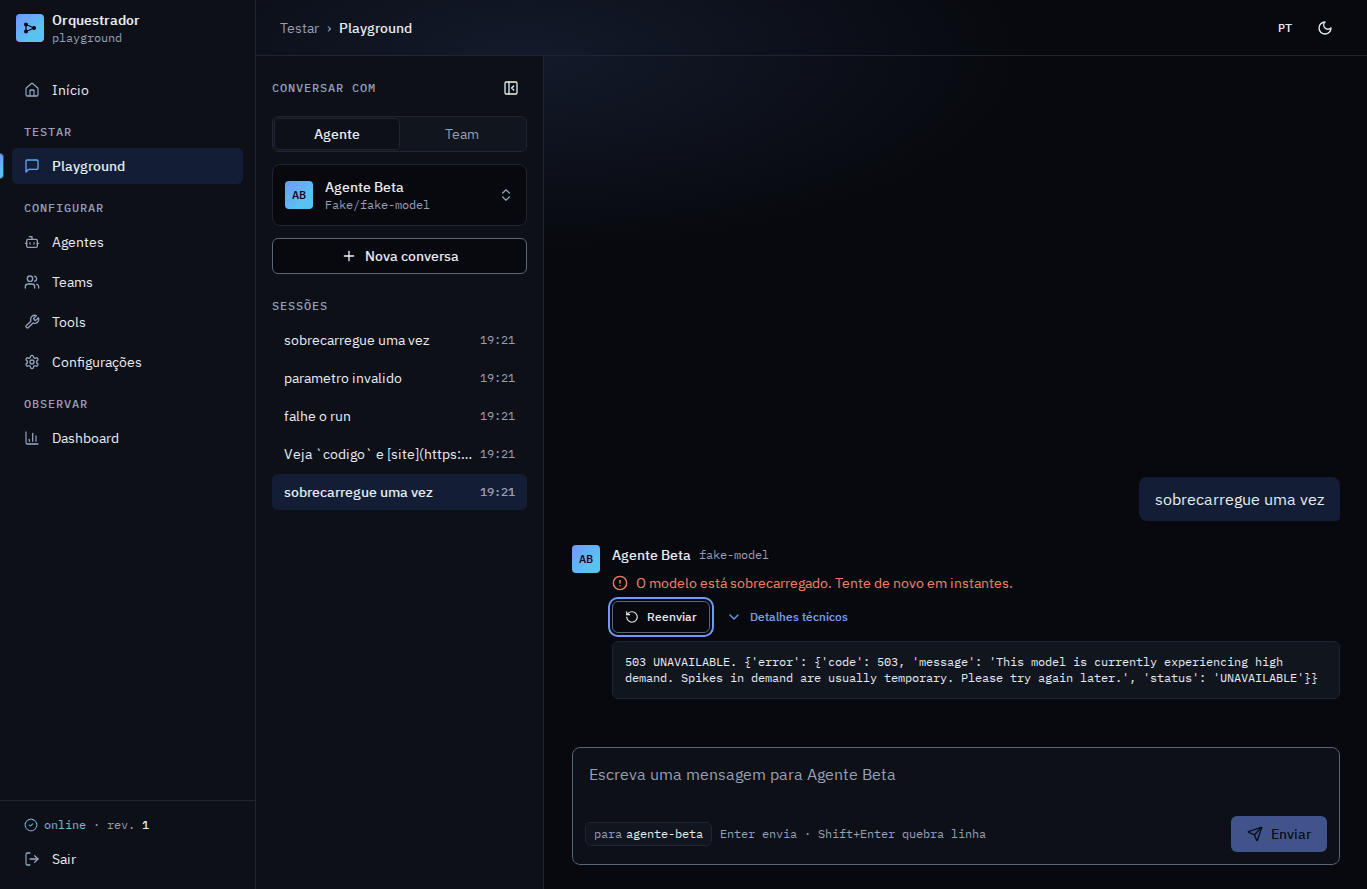 Orquestrador
playground
Início
TESTAR
Playground
CONFIGURAR
Agentes
Teams
Tools
Configurações
OBSERVAR
Dashboard
online · rev. 1
Sair
Testar › Playground
PT
CONVERSAR COM
Agente Team
AB
Agente Beta
Fake/fake-model
Nova conversa
SESSÕES
sobrecarregue uma vez 19:21
parametro invalido 19:21
falhe o run 19:21
Veja `codigo` e [site](https:... 19:21
sobrecarregue uma vez 19:21
sobrecarregue uma vez
AB
Agente Beta fake-model
O modelo está sobrecarregado. Tente de novo em instantes.
Reenviar Detalhes técnicos
503 UNAVAILABLE. {'error': {'code': 503, 'message': 'This model is currently experiencing high
demand. Spikes in demand are usually temporary. Please try again later.', 'status': 'UNAVAILABLE'}}
Escreva uma mensagem para Agente Beta
para agente-beta Enter envia · Shift+Enter quebra linha
Enviar